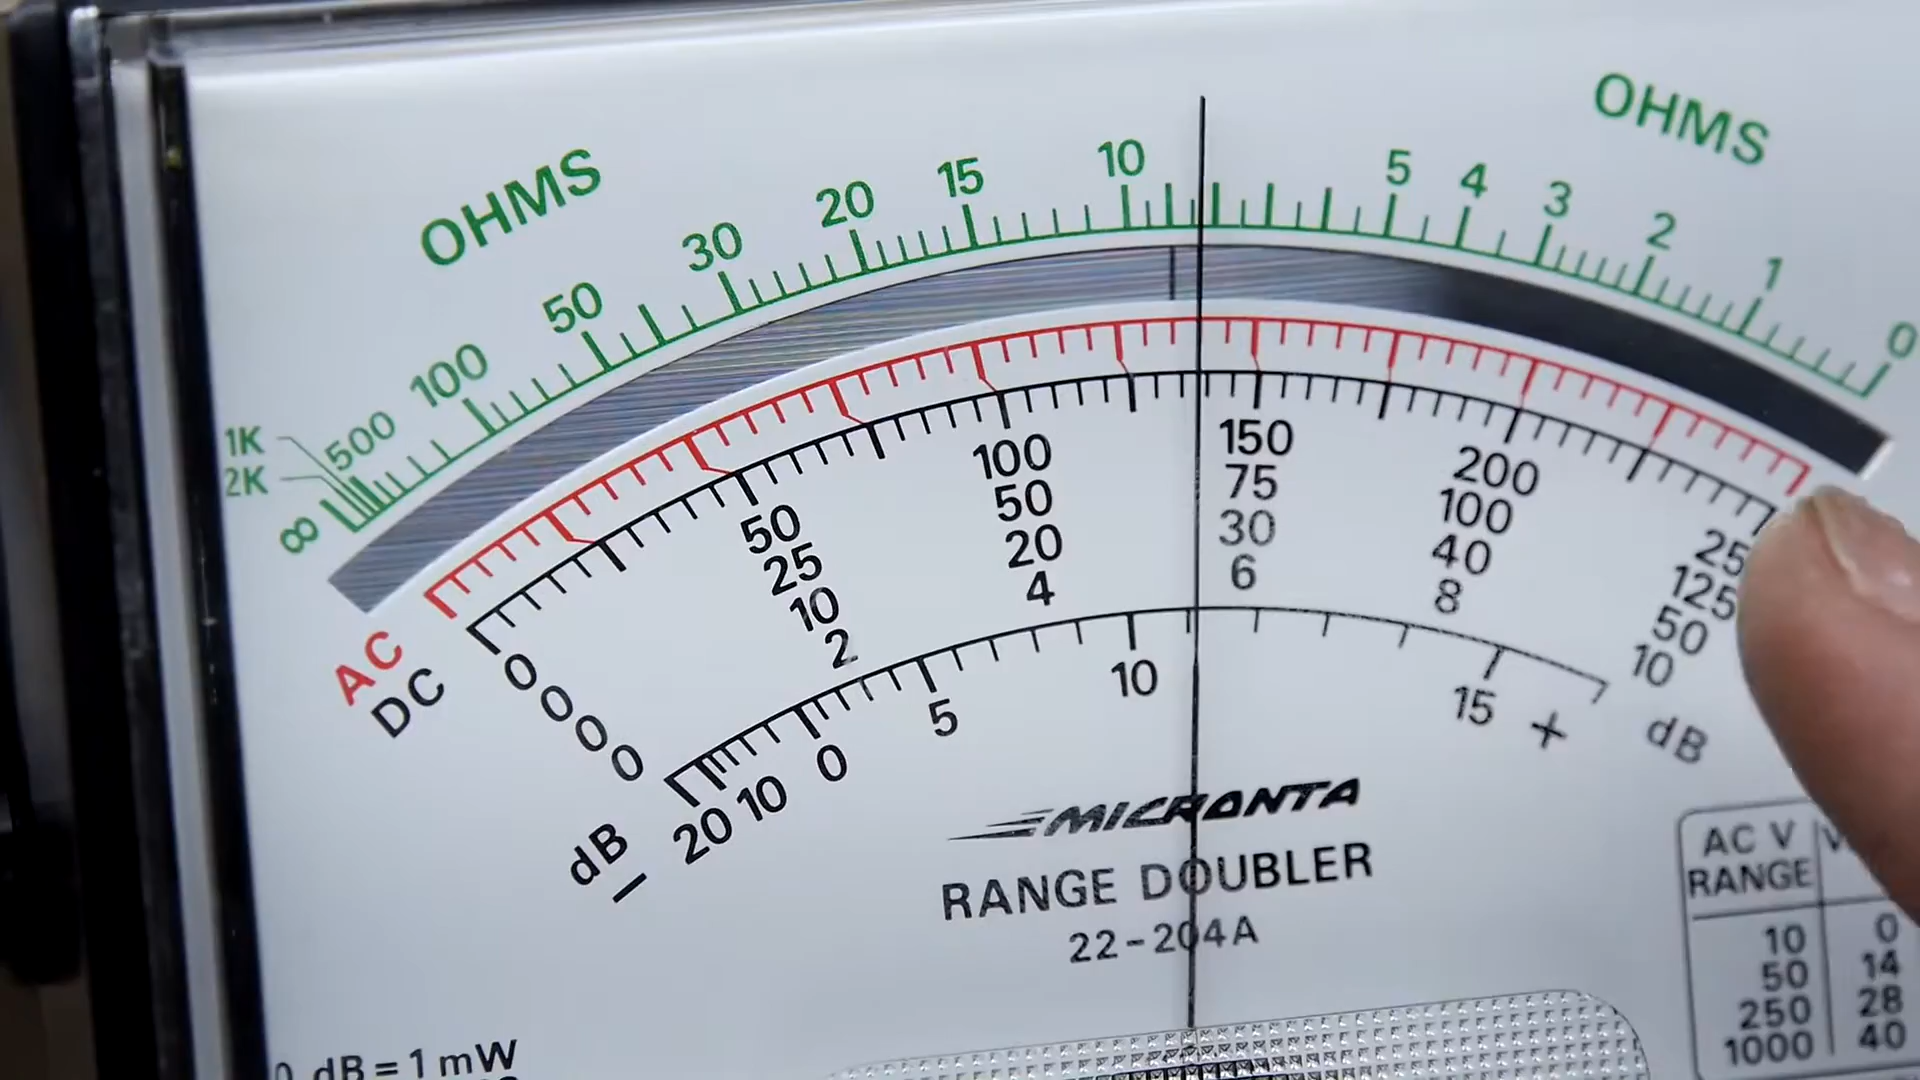 OHMS
OHMS
∞ 2K 1K 500 100 50 30 20 15 10 5 4 3 2 1 0
AC
DC
0 50 100 150 200 25
0 25 50 75 100 125
0 10 20 30 40 50
0 2 4 6 8 10
dB
− 20 10 0 5 10 15 +
dB
MICRONTA
RANGE DOUBLER
22-204A
AC V
RANGE
10 0
50 14
250 28
1000 40
0 dB = 1 mW